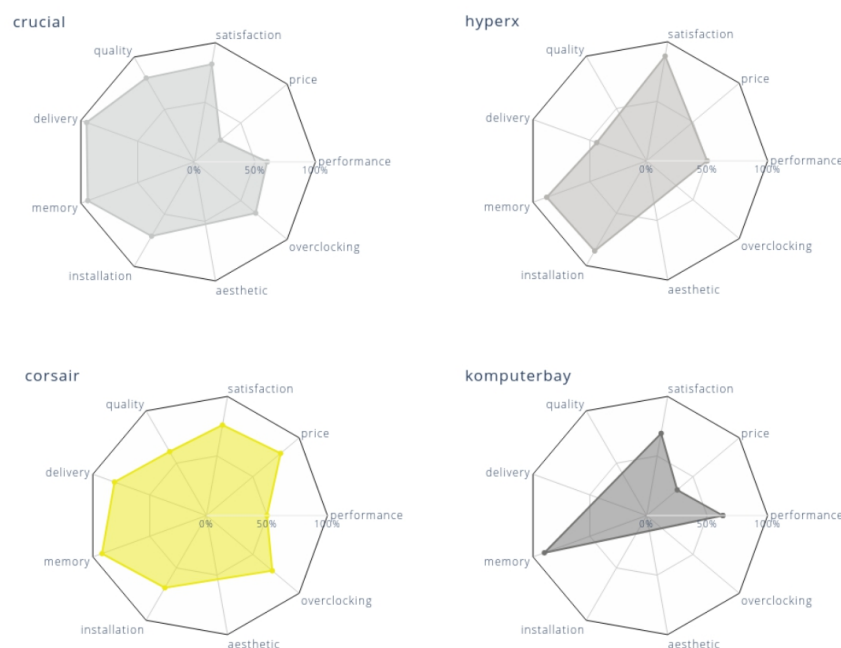 crucial
satisfaction
quality
price
delivery
performance
0%
50%
100%
memory
overclocking
installation
aesthetic
hyperx
satisfaction
quality
price
delivery
performance
0%
50%
100%
memory
overclocking
installation
aesthetic
corsair
satisfaction
quality
price
delivery
performance
0%
50%
100%
memory
overclocking
installation
aesthetic
komputerbay
satisfaction
quality
price
delivery
performance
0%
50%
100%
memory
overclocking
installation
aesthetic